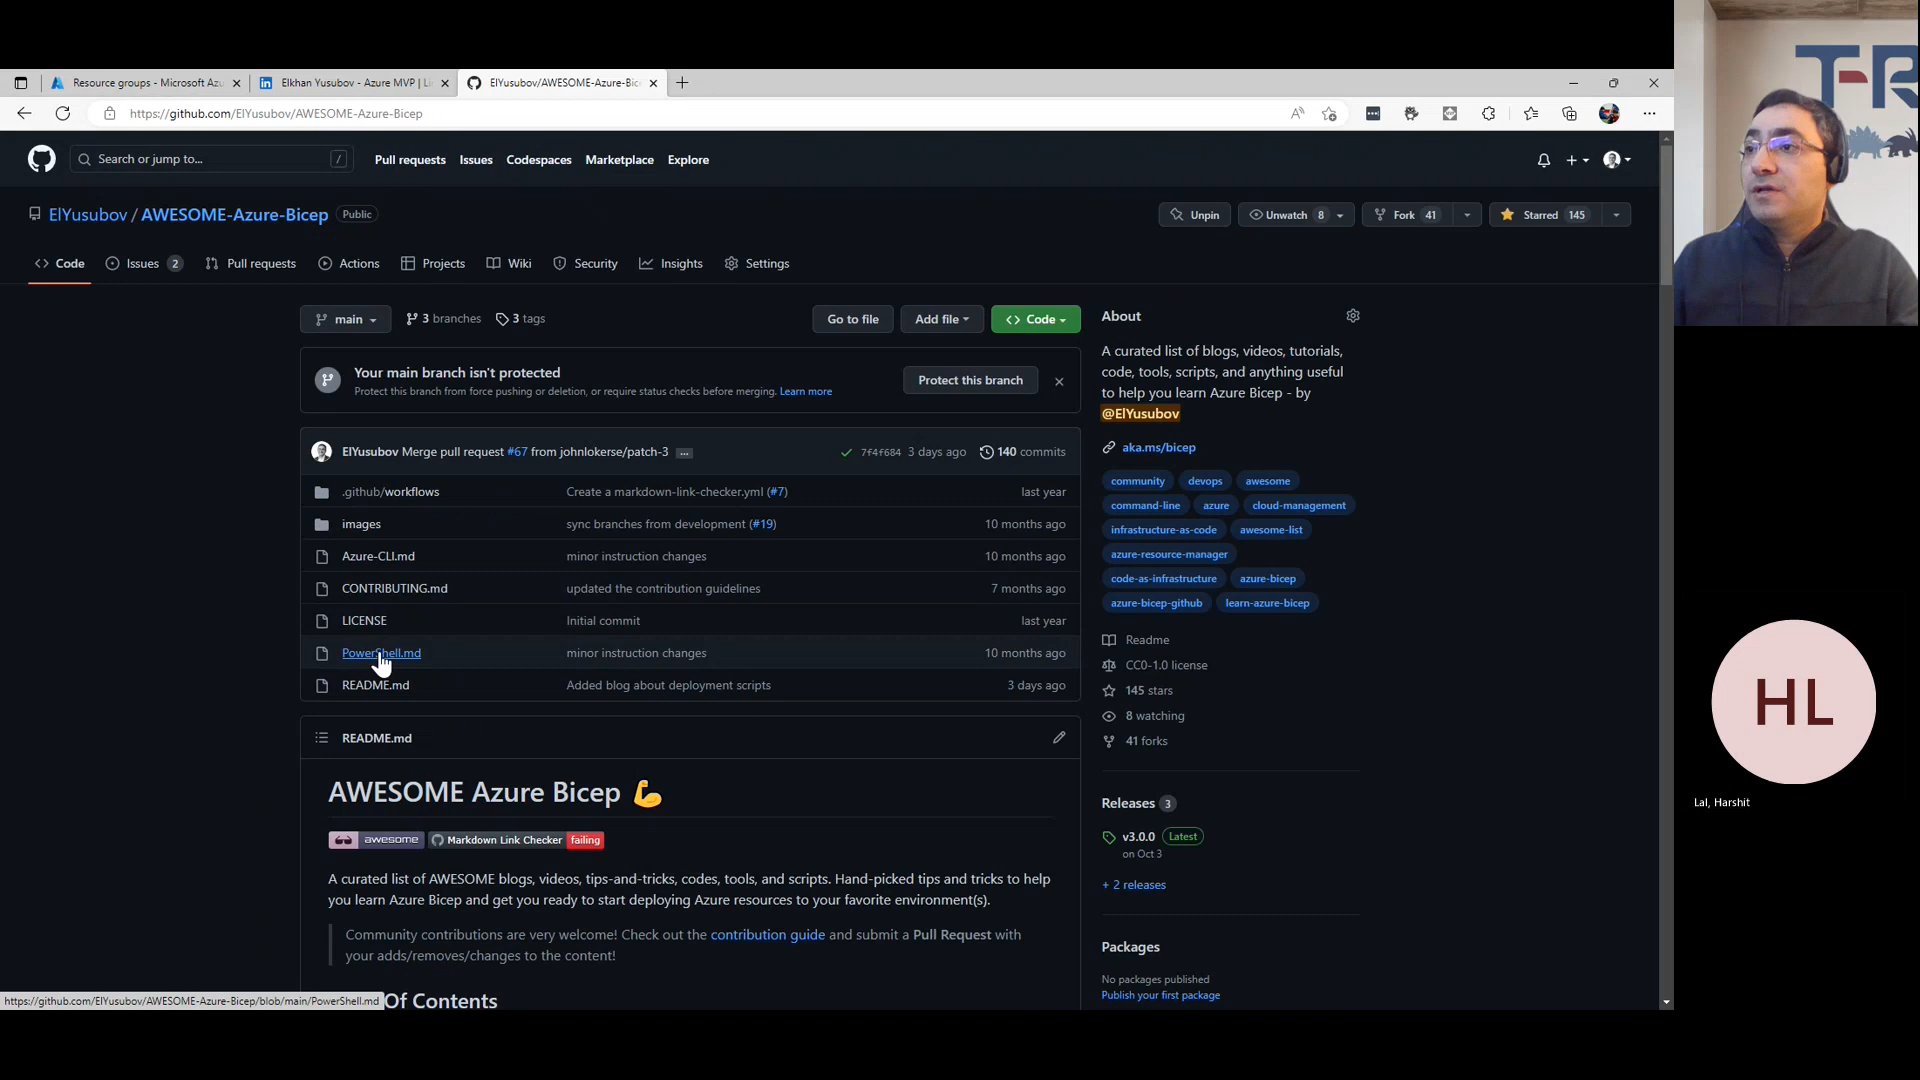 Resource groups - Microsoft Azu
Elkhan Yusubov - Azure MVP | Li
ElYusubov/AWESOME-Azure-Bic
https://github.com/ElYusubov/AWESOME-Azure-Bicep
Search or jump to...
/
Pull requests
Issues
Codespaces
Marketplace
Explore
ElYusubov / AWESOME-Azure-Bicep
Public
Unpin
Unwatch 8
Fork 41
Starred 145
Code
Issues 2
Pull requests
Actions
Projects
Wiki
Security
Insights
Settings
main
3 branches
3 tags
Go to file
Add file
Code
Your main branch isn't protected
Protect this branch from force pushing or deletion, or require status checks before merging. Learn more
Protect this branch
ElYusubov Merge pull request #67 from johnlokerse/patch-3 ...
7f4f684 3 days ago
140 commits
.github/workflows
Create a markdown-link-checker.yml (#7)
last year
images
sync branches from development (#19)
10 months ago
Azure-CLI.md
minor instruction changes
10 months ago
CONTRIBUTING.md
updated the contribution guidelines
7 months ago
LICENSE
Initial commit
last year
PowerShell.md
minor instruction changes
10 months ago
README.md
Added blog about deployment scripts
3 days ago
README.md
AWESOME Azure Bicep 💪
awesome
Markdown Link Checker failing
A curated list of AWESOME blogs, videos, tips-and-tricks, codes, tools, and scripts. Hand-picked tips and tricks to help
you learn Azure Bicep and get you ready to start deploying Azure resources to your favorite environment(s).
Community contributions are very welcome! Check out the contribution guide and submit a Pull Request with
your adds/removes/changes to the content!
Of Contents
https://github.com/ElYusubov/AWESOME-Azure-Bicep/blob/main/PowerShell.md
About
A curated list of blogs, videos, tutorials,
code, tools, scripts, and anything useful
to help you learn Azure Bicep - by
@ElYusubov
aka.ms/bicep
community
devops
awesome
command-line
azure
cloud-management
infrastructure-as-code
awesome-list
azure-resource-manager
code-as-infrastructure
azure-bicep
azure-bicep-github
learn-azure-bicep
Readme
CC0-1.0 license
145 stars
8 watching
41 forks
Releases 3
v3.0.0 Latest
on Oct 3
+ 2 releases
Packages
No packages published
Publish your first package
T-R
HL
Lal, Harshit